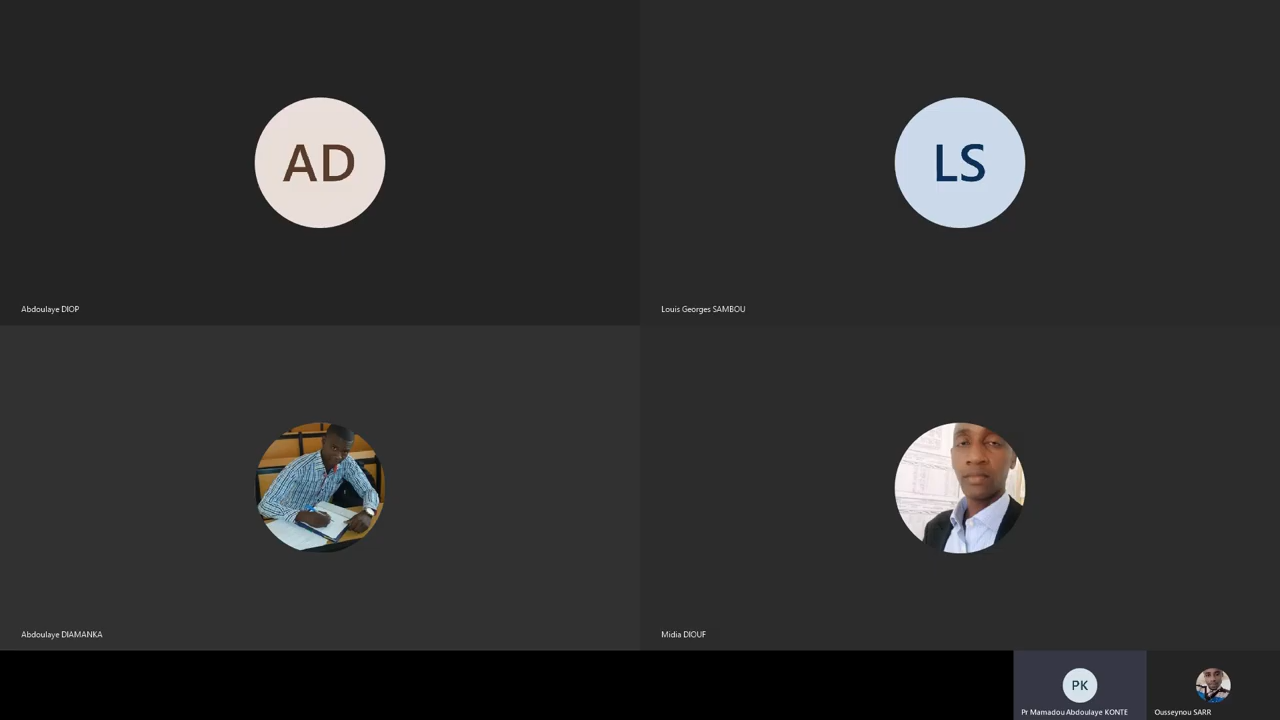 AD
LS
Abdoulaye DIOP
Louis Georges SAMBOU
Abdoulaye DIAMANKA
Midia DIOUF
PK
Pr Mamadou Abdoulaye KONTE
Ousseynou SARR